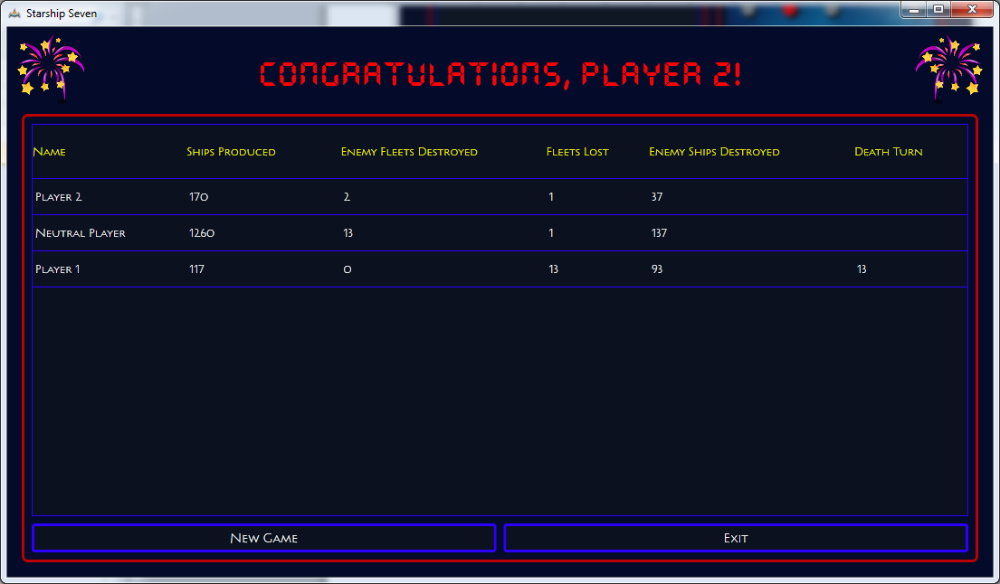 Starship Seven
Congratulations, Player 2!
Name Ships Produced Enemy Fleets Destroyed Fleets Lost Enemy Ships Destroyed Death Turn
Player 2 170 2 1 37
Neutral Player 1260 13 1 137
Player 1 117 0 13 93 13
New Game Exit